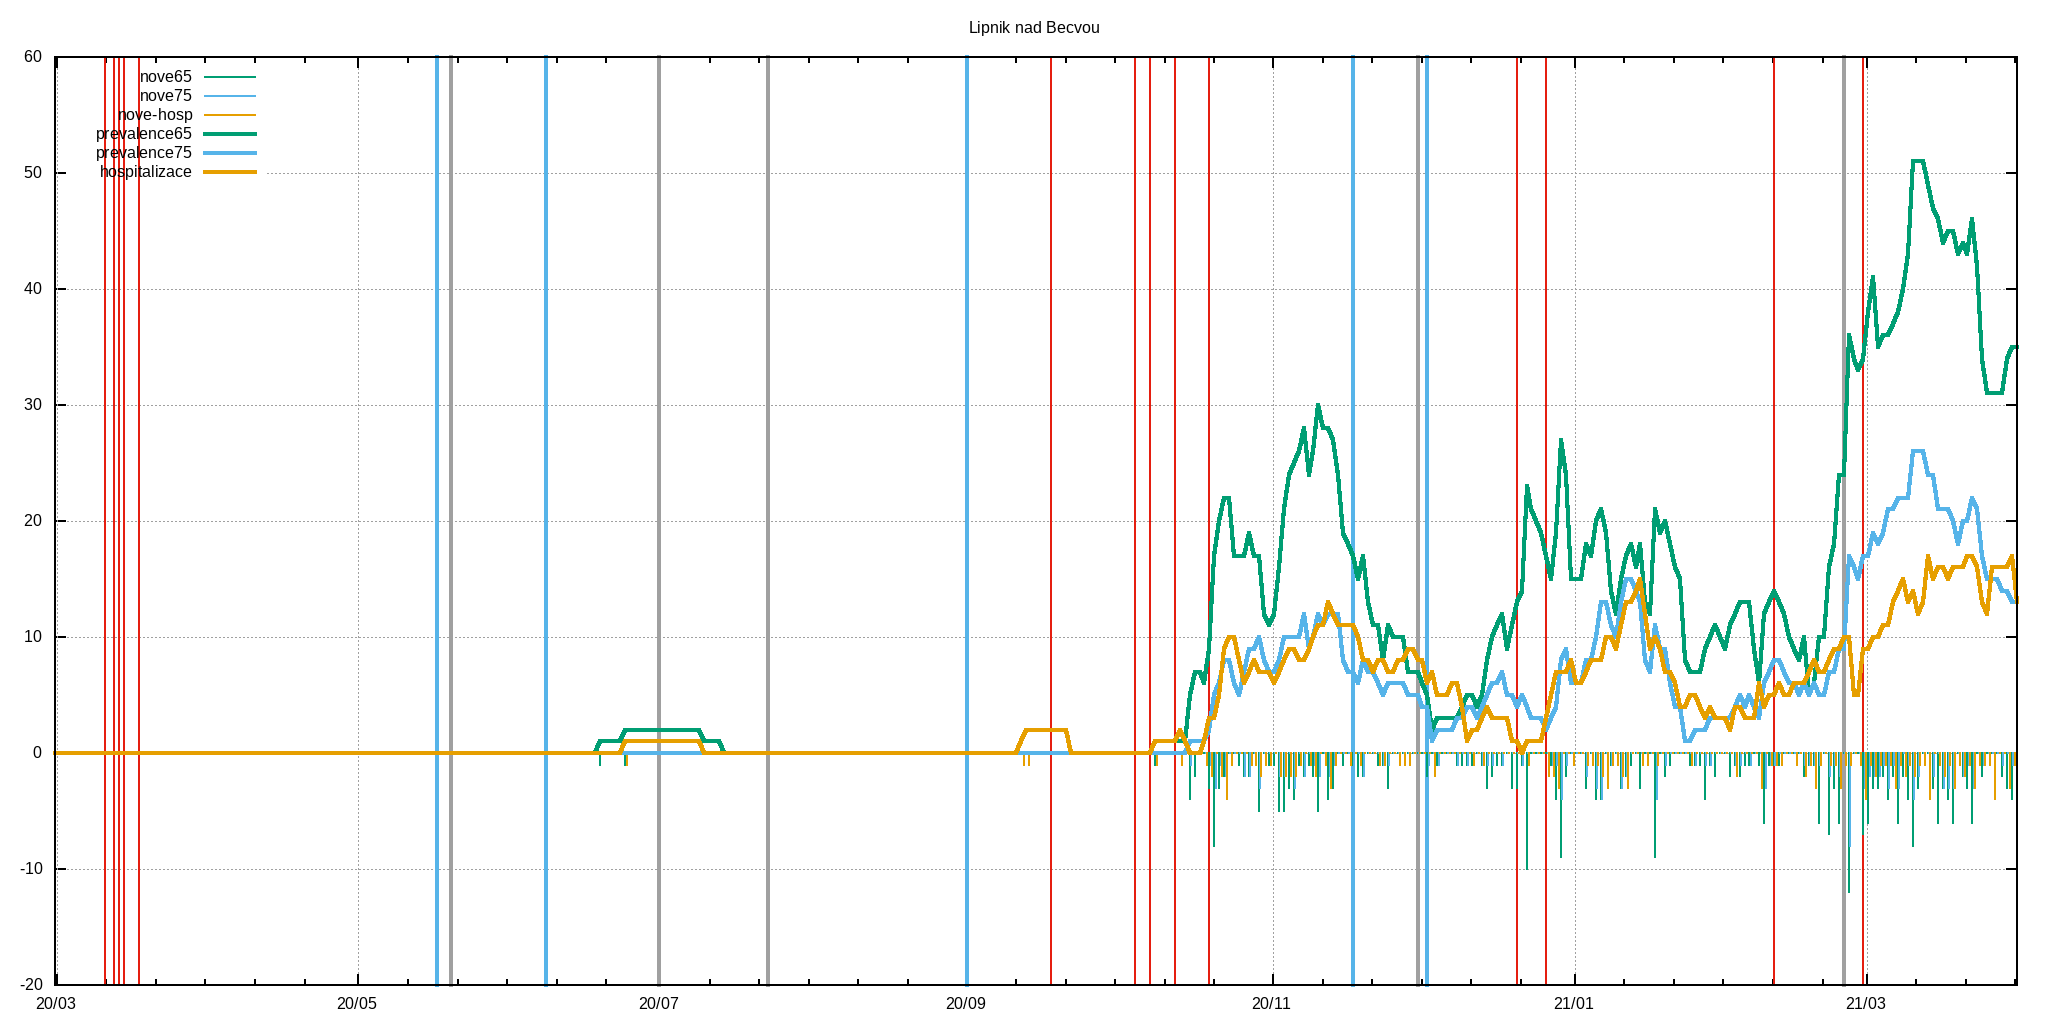 Lipnik nad Becvou
60
50
40
30
20
10
0
-10
-20
nove65
nove75
nove-hosp
prevalence65
prevalence75
hospitalizace
20/03 20/05 20/07 20/09 20/11 21/01 21/03